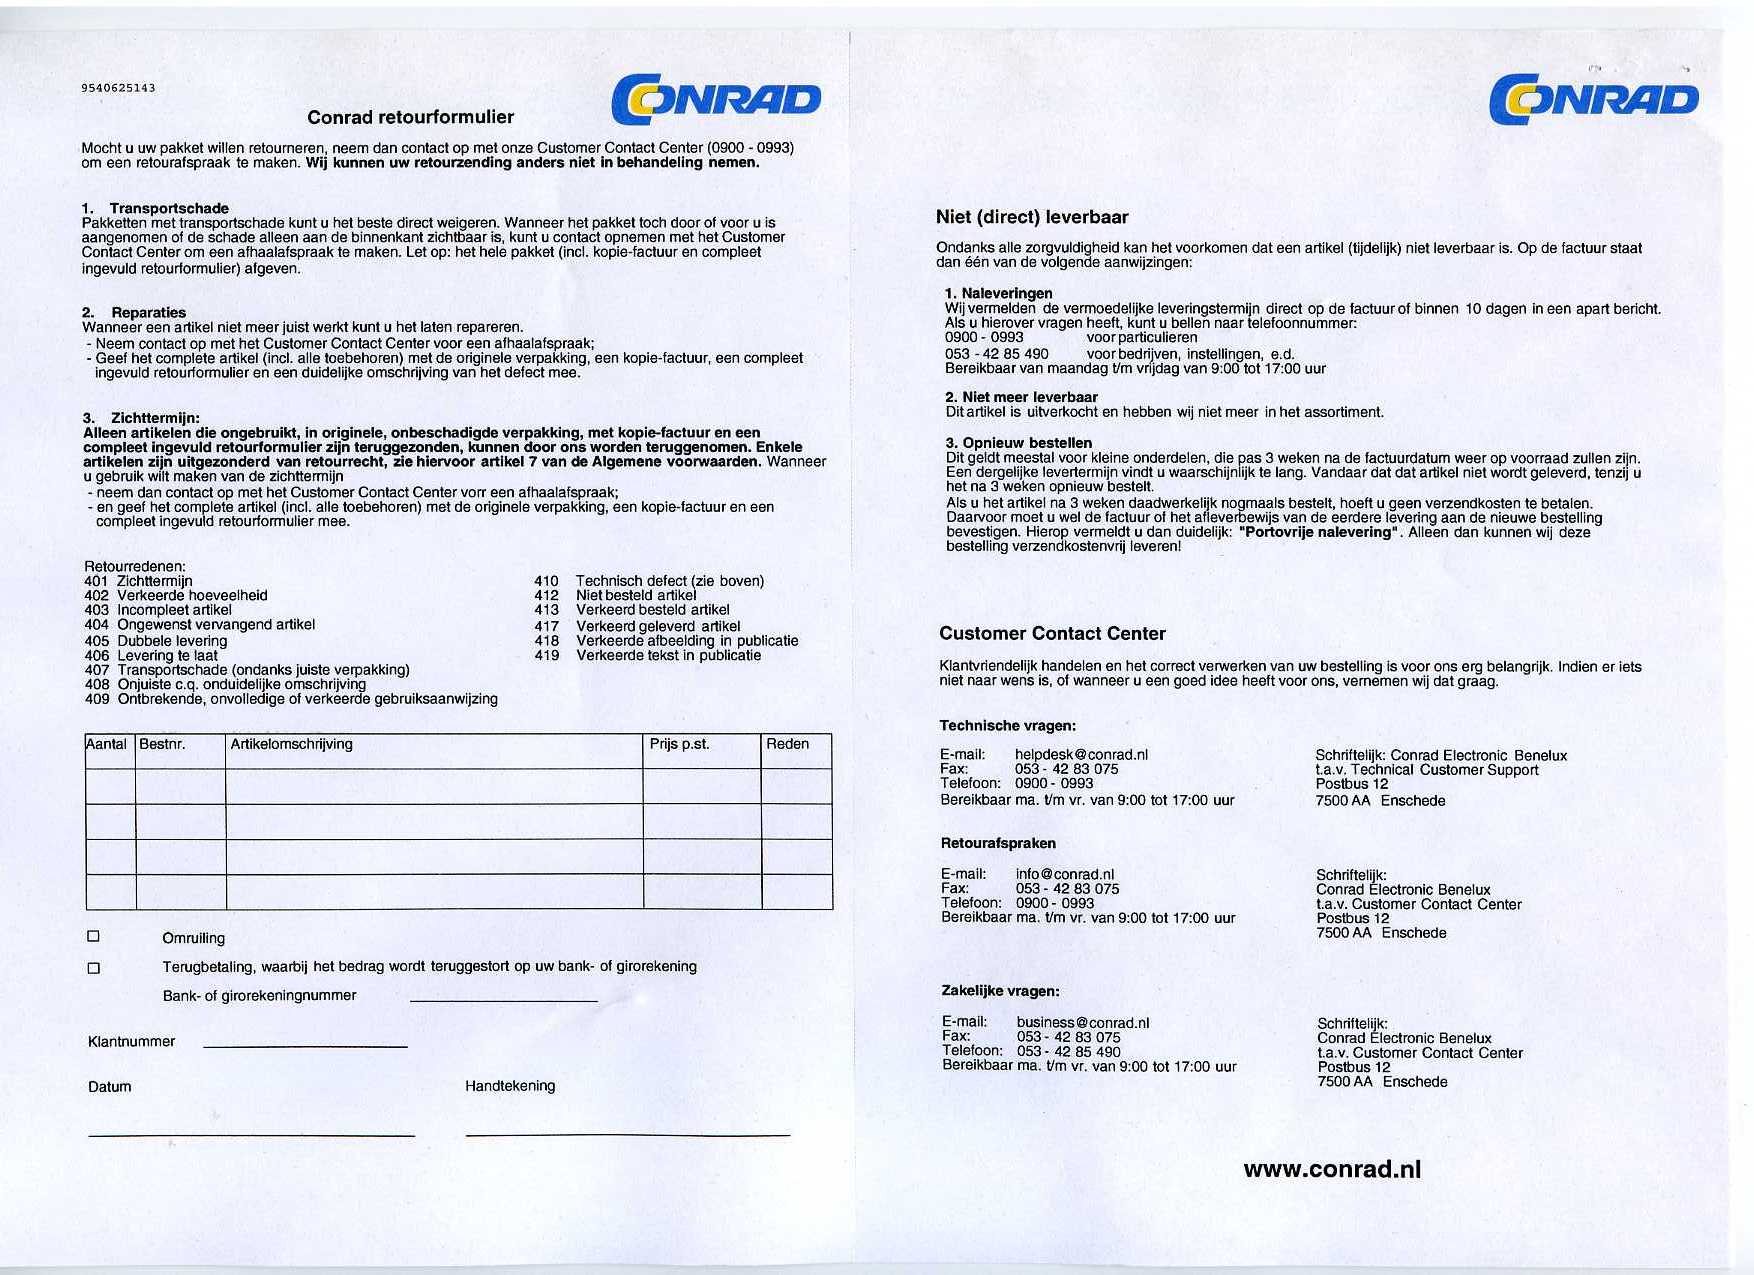 9540625143
CONRAD
Conrad retourformulier
Mocht u uw pakket willen retourneren, neem dan contact op met onze Customer Contact Center (0900 - 0993)
om een retourafspraak te maken. Wij kunnen uw retourzending anders niet in behandeling nemen.
1. Transportschade
Pakketten met transportschade kunt u het beste direct weigeren. Wanneer het pakket toch door of voor u is
aangenomen of de schade alleen aan de binnenkant zichtbaar is, kunt u contact opnemen met het Customer
Contact Center om een afhaalafspraak te maken. Let op: het hele pakket (incl. kopie-factuur en compleet
ingevuld retourformulier) afgeven.
2. Reparaties
Wanneer een artikel niet meer juist werkt kunt u het laten repareren.
- Neem contact op met het Customer Contact Center voor een afhaalafspraak;
- Geef het complete artikel (incl. alle toebehoren) met de originele verpakking, een kopie-factuur, een compleet
ingevuld retourformulier en een duidelijke omschrijving van het defect mee.
3. Zichttermijn:
Alleen artikelen die ongebruikt, in originele, onbeschadigde verpakking, met kopie-factuur en een
compleet ingevuld retourformulier zijn teruggezonden, kunnen door ons worden teruggenomen. Enkele
artikelen zijn uitgezonderd van retourrecht, zie hiervoor artikel 7 van de Algemene voorwaarden. Wanneer
u gebruik wilt maken van de zichttermijn
- neem dan contact op met het Customer Contact Center vorr een afhaalafspraak;
- en geef het complete artikel (incl. alle toebehoren) met de originele verpakking, een kopie-factuur en een
compleet ingevuld retourformulier mee.
Retourredenen:
401 Zichttermijn
402 Verkeerde hoeveelheid
403 Incompleet artikel
404 Ongewenst vervangend artikel
405 Dubbele levering
406 Levering te laat
407 Transportschade (ondanks juiste verpakking)
408 Onjuiste c.q. onduidelijke omschrijving
409 Ontbrekende, onvolledige of verkeerde gebruiksaanwijzing
410 Technisch defect (zie boven)
412 Niet besteld artikel
413 Verkeerd besteld artikel
417 Verkeerd geleverd artikel
418 Verkeerde afbeelding in publicatie
419 Verkeerde tekst in publicatie
Aantal Bestnr. Artikelomschrijving Prijs p.st. Reden
Omruiling
Terugbetaling, waarbij het bedrag wordt teruggestort op uw bank- of girorekening
Bank- of girorekeningnummer
Klantnummer
Datum Handtekening
CONRAD
Niet (direct) leverbaar
Ondanks alle zorgvuldigheid kan het voorkomen dat een artikel (tijdelijk) niet leverbaar is. Op de factuur staat
dan één van de volgende aanwijzingen:
1. Naleveringen
Wij vermelden de vermoedelijke leveringstermijn direct op de factuur of binnen 10 dagen in een apart bericht.
Als u hierover vragen heeft, kunt u bellen naar telefoonnummer:
0900 - 0993 voor particulieren
053 - 42 85 490 voor bedrijven, instellingen, e.d.
Bereikbaar van maandag t/m vrijdag van 9:00 tot 17:00 uur
2. Niet meer leverbaar
Dit artikel is uitverkocht en hebben wij niet meer in het assortiment.
3. Opnieuw bestellen
Dit geldt meestal voor kleine onderdelen, die pas 3 weken na de factuurdatum weer op voorraad zullen zijn.
Een dergelijke levertermijn vindt u waarschijnlijk te lang. Vandaar dat dat artikel niet wordt geleverd, tenzij u
het na 3 weken opnieuw bestelt.
Als u het artikel na 3 weken daadwerkelijk nogmaals bestelt, hoeft u geen verzendkosten te betalen.
Daarvoor moet u wel de factuur of het afleverbewijs van de eerdere levering aan de nieuwe bestelling
bevestigen. Hierop vermeldt u dan duidelijk: "Portovrije nalevering". Alleen dan kunnen wij deze
bestelling verzendkostenvrij leveren!
Customer Contact Center
Klantvriendelijk handelen en het correct verwerken van uw bestelling is voor ons erg belangrijk. Indien er iets
niet naar wens is, of wanneer u een goed idee heeft voor ons, vernemen wij dat graag.
Technische vragen:
E-mail: helpdesk@conrad.nl
Fax: 053 - 42 83 075
Telefoon: 0900 - 0993
Bereikbaar ma. t/m vr. van 9:00 tot 17:00 uur
Schriftelijk: Conrad Electronic Benelux
t.a.v. Technical Customer Support
Postbus 12
7500 AA Enschede
Retourafspraken
E-mail: info@conrad.nl
Fax: 053 - 42 83 075
Telefoon: 0900 - 0993
Bereikbaar ma. t/m vr. van 9:00 tot 17:00 uur
Schriftelijk:
Conrad Electronic Benelux
t.a.v. Customer Contact Center
Postbus 12
7500 AA Enschede
Zakelijke vragen:
E-mail: business@conrad.nl
Fax: 053 - 42 83 075
Telefoon: 053 - 42 85 490
Bereikbaar ma. t/m vr. van 9:00 tot 17:00 uur
Schriftelijk:
Conrad Electronic Benelux
t.a.v. Customer Contact Center
Postbus 12
7500 AA Enschede
www.conrad.nl